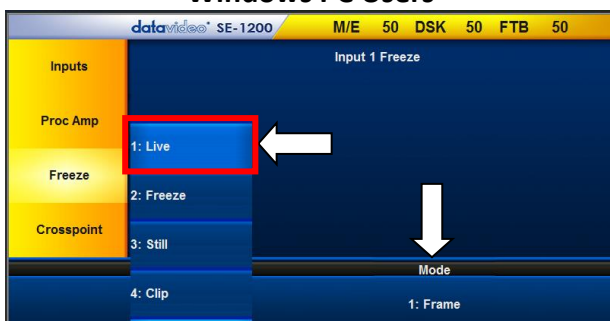 Windows PC Users
datavideo SE-1200 M/E 50 DSK 50 FTB 50
Inputs
Input 1 Freeze
Proc Amp
1: Live
Freeze
2: Freeze
Crosspoint
3: Still
Mode
4: Clip
1: Frame